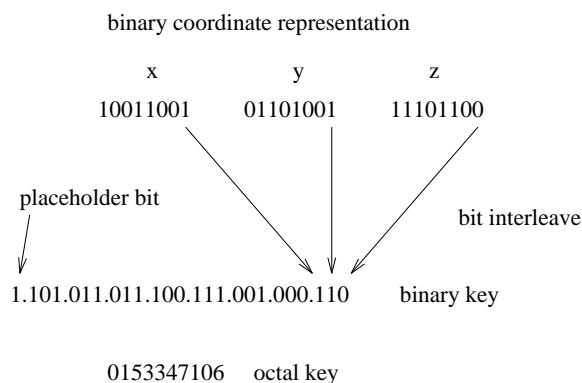 binary coordinate representation
x y z
10011001 01101001 11101100
placeholder bit
bit interleave
1.101.011.011.100.111.001.000.110 binary key
0153347106 octal key